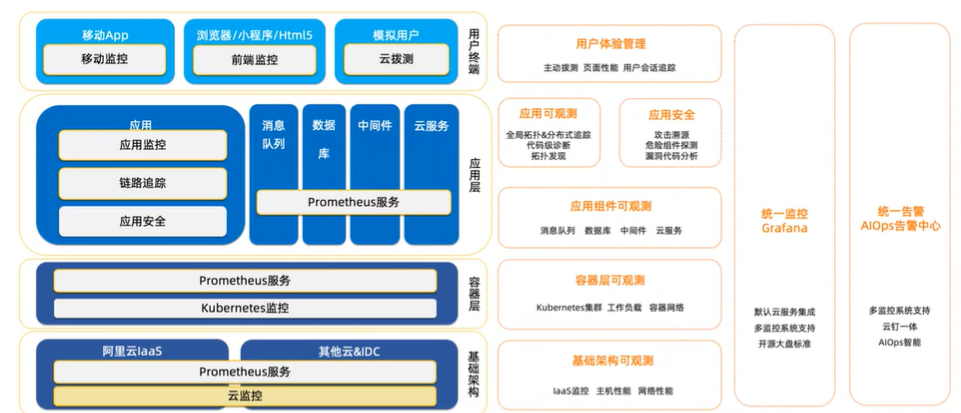 移动App
移动监控
浏览器/小程序/Html5
前端监控
模拟用户
云拨测
用户终端
应用
应用监控
链路追踪
应用安全
消息
队列
数据
库
中间件
云服务
Prometheus服务
应用层
Prometheus服务
Kubernetes监控
容器层
阿里云IaaS
其他云&IDC
Prometheus服务
云监控
基础架构
用户体验管理
主动拨测 页面性能 用户会话追踪
应用可观测
全局拓扑&分布式追踪
代码级诊断
拓扑发现
应用安全
攻击溯源
危险组件探测
漏洞代码分析
应用组件可观测
消息队列 数据库 中间件 云服务
容器层可观测
Kubernetes集群 工作负载 容器网络
基础架构可观测
IaaS监控 主机性能 网络性能
统一监控
Grafana
默认云服务集成
多监控系统支持
开源大盘标准
统一告警
AIOps告警中心
多监控系统支持
云钉一体
AIOps智能